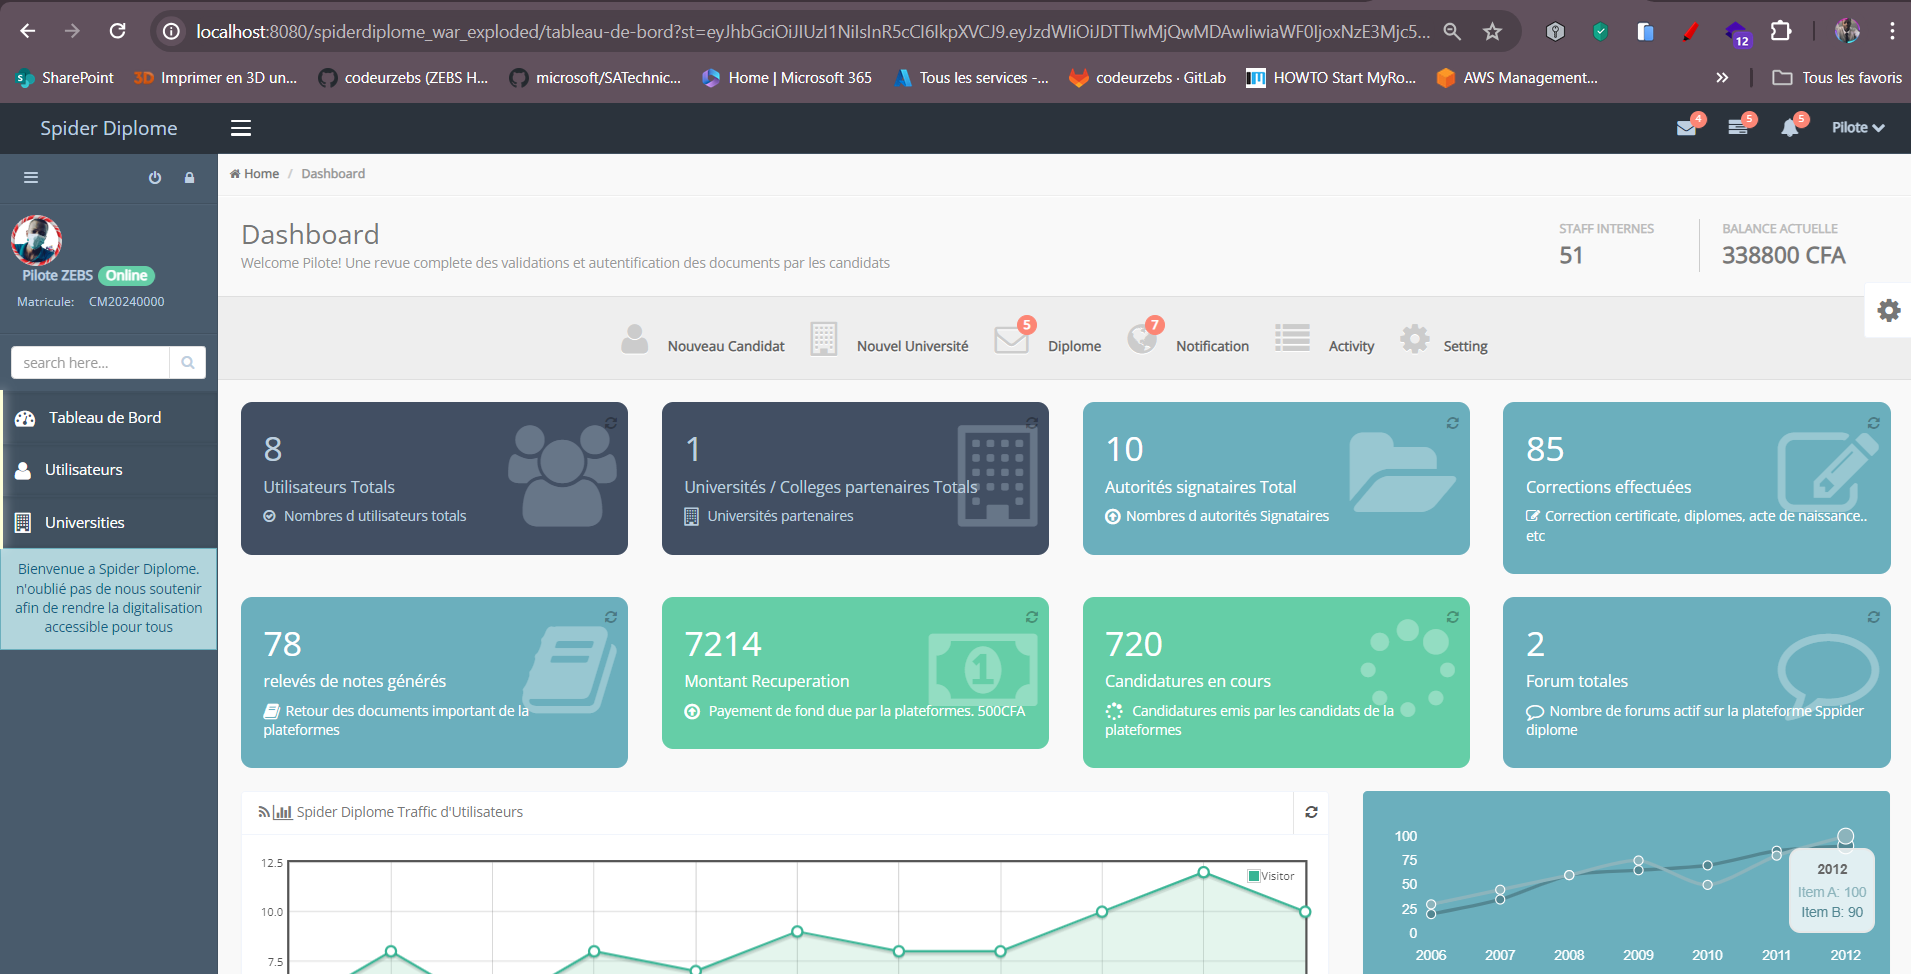 localhost:8080/spiderdiplome_war_exploded/tableau-de-bord?st=eyJhbGciOiJIUzI1NiIsInR5cCI6IkpXVCJ9.eyJzdWIiOiJDTTIwMjQwMDAwIiwiaWF0IjoxNzE3Mjc5...
12
SharePoint
Imprimer en 3D un...
codeurzebs (ZEBS H...
microsoft/SATechnic...
Home | Microsoft 365
Tous les services -...
codeurzebs · GitLab
HOWTO Start MyRo...
AWS Management...
»
Tous les favoris
Spider Diplome
4
5
5
Pilote
Home / Dashboard
Pilote ZEBS Online
Matricule: CM20240000
search here...
Tableau de Bord
Utilisateurs
Universities
Bienvenue a Spider Diplome.
n'oublié pas de nous soutenir
afin de rendre la digitalisation
accessible pour tous
Dashboard
Welcome Pilote! Une revue complete des validations et autentification des documents par les candidats
STAFF INTERNES
51
BALANCE ACTUELLE
338800 CFA
Nouveau Candidat
Nouvel Université
5
Diplome
7
Notification
Activity
Setting
8
Utilisateurs Totals
Nombres d utilisateurs totals
1
Universités / Colleges partenaires Totals
Universités partenaires
10
Autorités signataires Total
Nombres d autorités Signataires
85
Corrections effectuées
Correction certificate, diplomes, acte de naissance..
etc
78
relevés de notes générés
Retour des documents important de la
plateformes
7214
Montant Recuperation
Payement de fond due par la plateformes. 500CFA
1
720
Candidatures en cours
Candidatures emis par les candidats de la
plateformes
2
Forum totales
Nombre de forums actif sur la plateforme Sppider
diplome
Spider Diplome Traffic d'Utilisateurs
12.5
10.0
7.5
Visitor
100
75
50
25
0
2012
Item A: 100
Item B: 90
2006 2007 2008 2009 2010 2011 2012